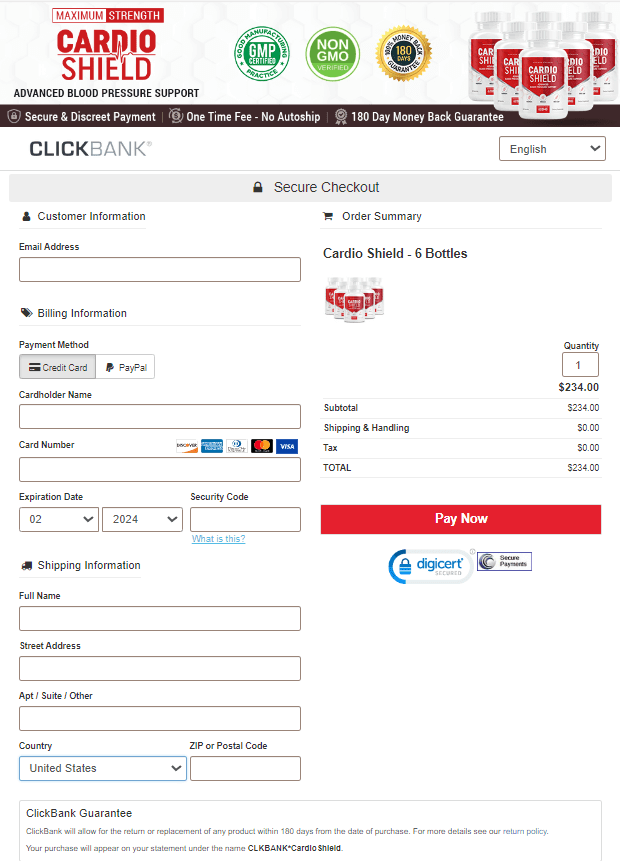 MAXIMUM STRENGTH
CARDIO
SHIELD
ADVANCED BLOOD PRESSURE SUPPORT
GOOD MANUFACTURING
GMP
CERTIFIED
PRACTICE
NON
GMO
VERIFIED
100% MONEY BACK
180
DAYS
GUARANTEE
CARDIO
SHIELD
Secure & Discreet Payment
One Time Fee - No Autoship
180 Day Money Back Guarantee
CLICKBANK®
English
Secure Checkout
Customer Information
Email Address
Billing Information
Payment Method
Credit Card
PayPal
Cardholder Name
Card Number
DISCOVER
VISA
Expiration Date
Security Code
02
2024
What is this?
Shipping Information
Full Name
Street Address
Apt / Suite / Other
Country
ZIP or Postal Code
United States
Order Summary
Cardio Shield - 6 Bottles
Quantity
1
$234.00
Subtotal $234.00
Shipping & Handling $0.00
Tax $0.00
TOTAL $234.00
Pay Now
digicert®
SECURED
Secure
Payments
ClickBank Guarantee
ClickBank will allow for the return or replacement of any product within 180 days from the date of purchase. For more details see our return policy.
Your purchase will appear on your statement under the name CLKBANK*Cardio Shield.